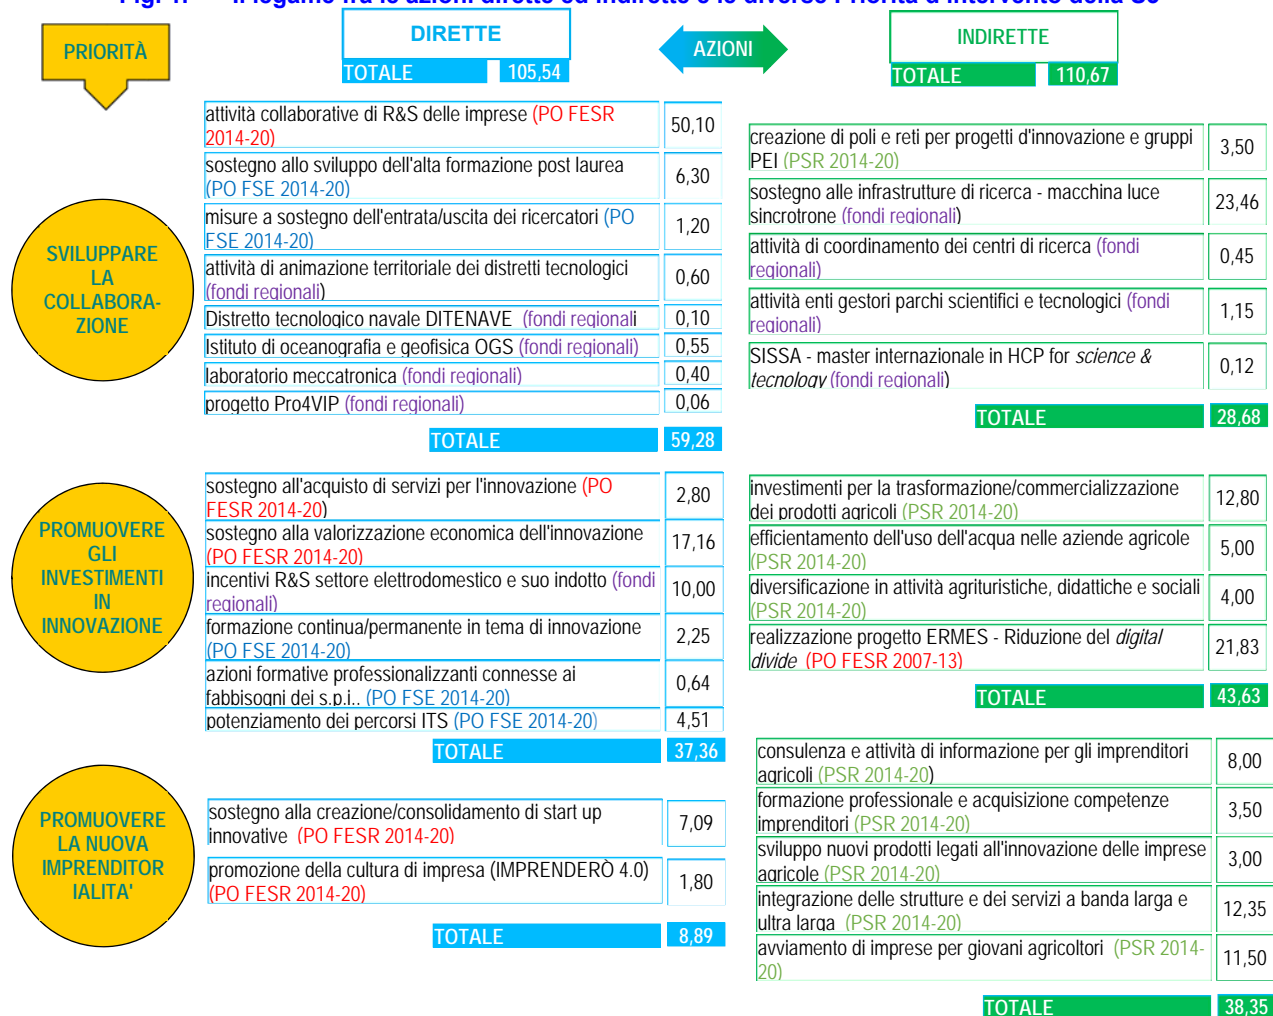 PRIORITÀ
DIRETTE
TOTALE 105,54
AZIONI
INDIRETTE
TOTALE 110,67
SVILUPPARE
LA
COLLABORA-
ZIONE
attività collaborative di R&S delle imprese (PO FESR
2014-20)
50,10
sostegno allo sviluppo dell'alta formazione post laurea
(PO FSE 2014-20)
6,30
misure a sostegno dell'entrata/uscita dei ricercatori (PO
FSE 2014-20)
1,20
attività di animazione territoriale dei distretti tecnologici
(fondi regionali)
0,60
Distretto tecnologico navale DITENAVE (fondi regionali
0,10
Istituto di oceanografia e geofisica OGS (fondi regionali)
0,55
laboratorio meccatronica (fondi regionali)
0,40
progetto Pro4VIP (fondi regionali)
0,06
TOTALE 59,28
creazione di poli e reti per progetti d'innovazione e gruppi
PEI (PSR 2014-20)
3,50
sostegno alle infrastrutture di ricerca - macchina luce
sincrotrone (fondi regionali)
23,46
attività di coordinamento dei centri di ricerca (fondi
regionali)
0,45
attività enti gestori parchi scientifici e tecnologici (fondi
regionali)
1,15
SISSA - master internazionale in HCP for science &
tecnology (fondi regionali)
0,12
TOTALE 28,68
PROMUOVERE
GLI
INVESTIMENTI
IN
INNOVAZIONE
sostegno all'acquisto di servizi per l'innovazione (PO
FESR 2014-20)
2,80
sostegno alla valorizzazione economica dell'innovazione
(PO FESR 2014-20)
17,16
incentivi R&S settore elettrodomestico e suo indotto (fondi
regionali)
10,00
formazione continua/permanente in tema di innovazione
(PO FSE 2014-20)
2,25
azioni formative professionalizzanti connesse ai
fabbisogni dei s.p.i.. (PO FSE 2014-20)
0,64
potenziamento dei percorsi ITS (PO FSE 2014-20)
4,51
TOTALE 37,36
investimenti per la trasformazione/commercializzazione
dei prodotti agricoli (PSR 2014-20)
12,80
efficientamento dell'uso dell'acqua nelle aziende agricole
(PSR 2014-20)
5,00
diversificazione in attività agrituristiche, didattiche e sociali
(PSR 2014-20)
4,00
realizzazione progetto ERMES - Riduzione del digital
divide (PO FESR 2007-13)
21,83
TOTALE 43,63
PROMUOVERE
LA NUOVA
IMPRENDITOR
IALITA'
sostegno alla creazione/consolidamento di start up
innovative (PO FESR 2014-20)
7,09
promozione della cultura di impresa (IMPRENDERÒ 4.0)
(PO FESR 2014-20)
1,80
TOTALE 8,89
consulenza e attività di informazione per gli imprenditori
agricoli (PSR 2014-20)
8,00
formazione professionale e acquisizione competenze
imprenditori (PSR 2014-20)
3,50
sviluppo nuovi prodotti legati all'innovazione delle imprese
agricole (PSR 2014-20)
3,00
integrazione delle strutture e dei servizi a banda larga e
ultra larga (PSR 2014-20)
12,35
avviamento di imprese per giovani agricoltori (PSR 2014-
20)
11,50
TOTALE 38,35